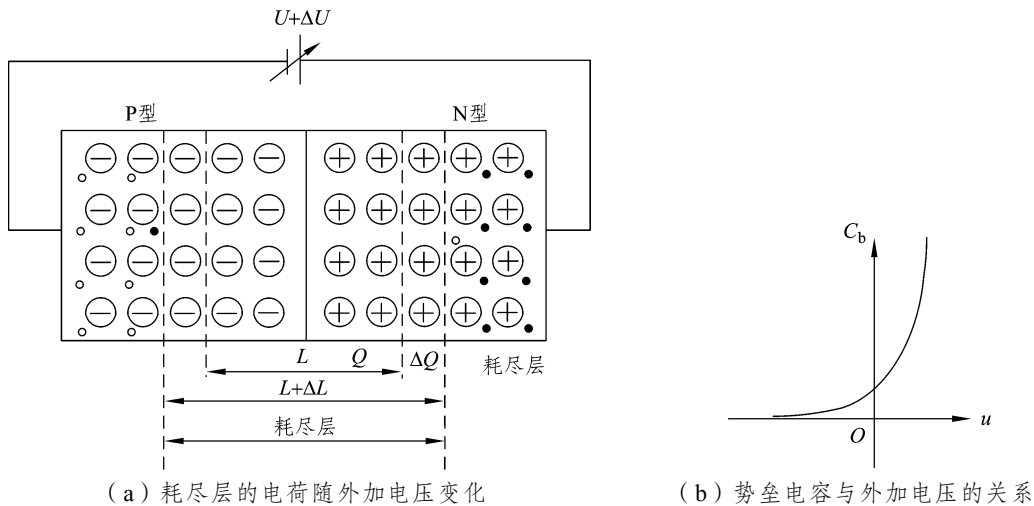 U+ΔU
P型 N型
C_b
L Q ΔQ 耗尽层
L+ΔL
耗尽层
O u
（a）耗尽层的电荷随外加电压变化
（b）势垒电容与外加电压的关系